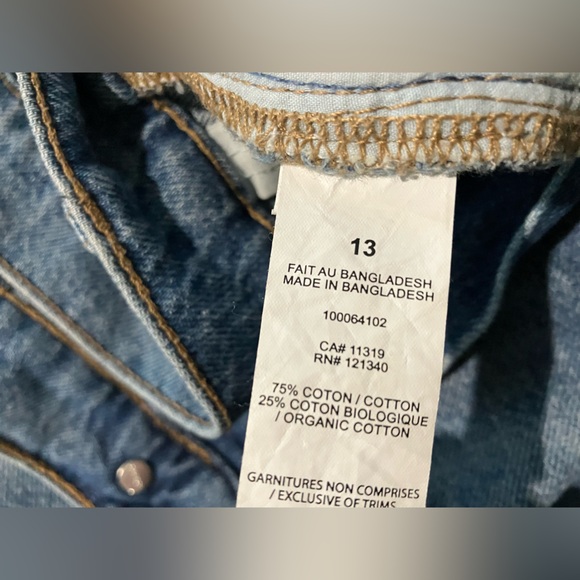 13
FAIT AU BANGLADESH
MADE IN BANGLADESH
100064102
CA# 11319
RN# 121340
75% COTON / COTTON
25% COTON BIOLOGIQUE
/ ORGANIC COTTON
GARNITURES NON COMPRISES
/ EXCLUSIVE OF TRIMS